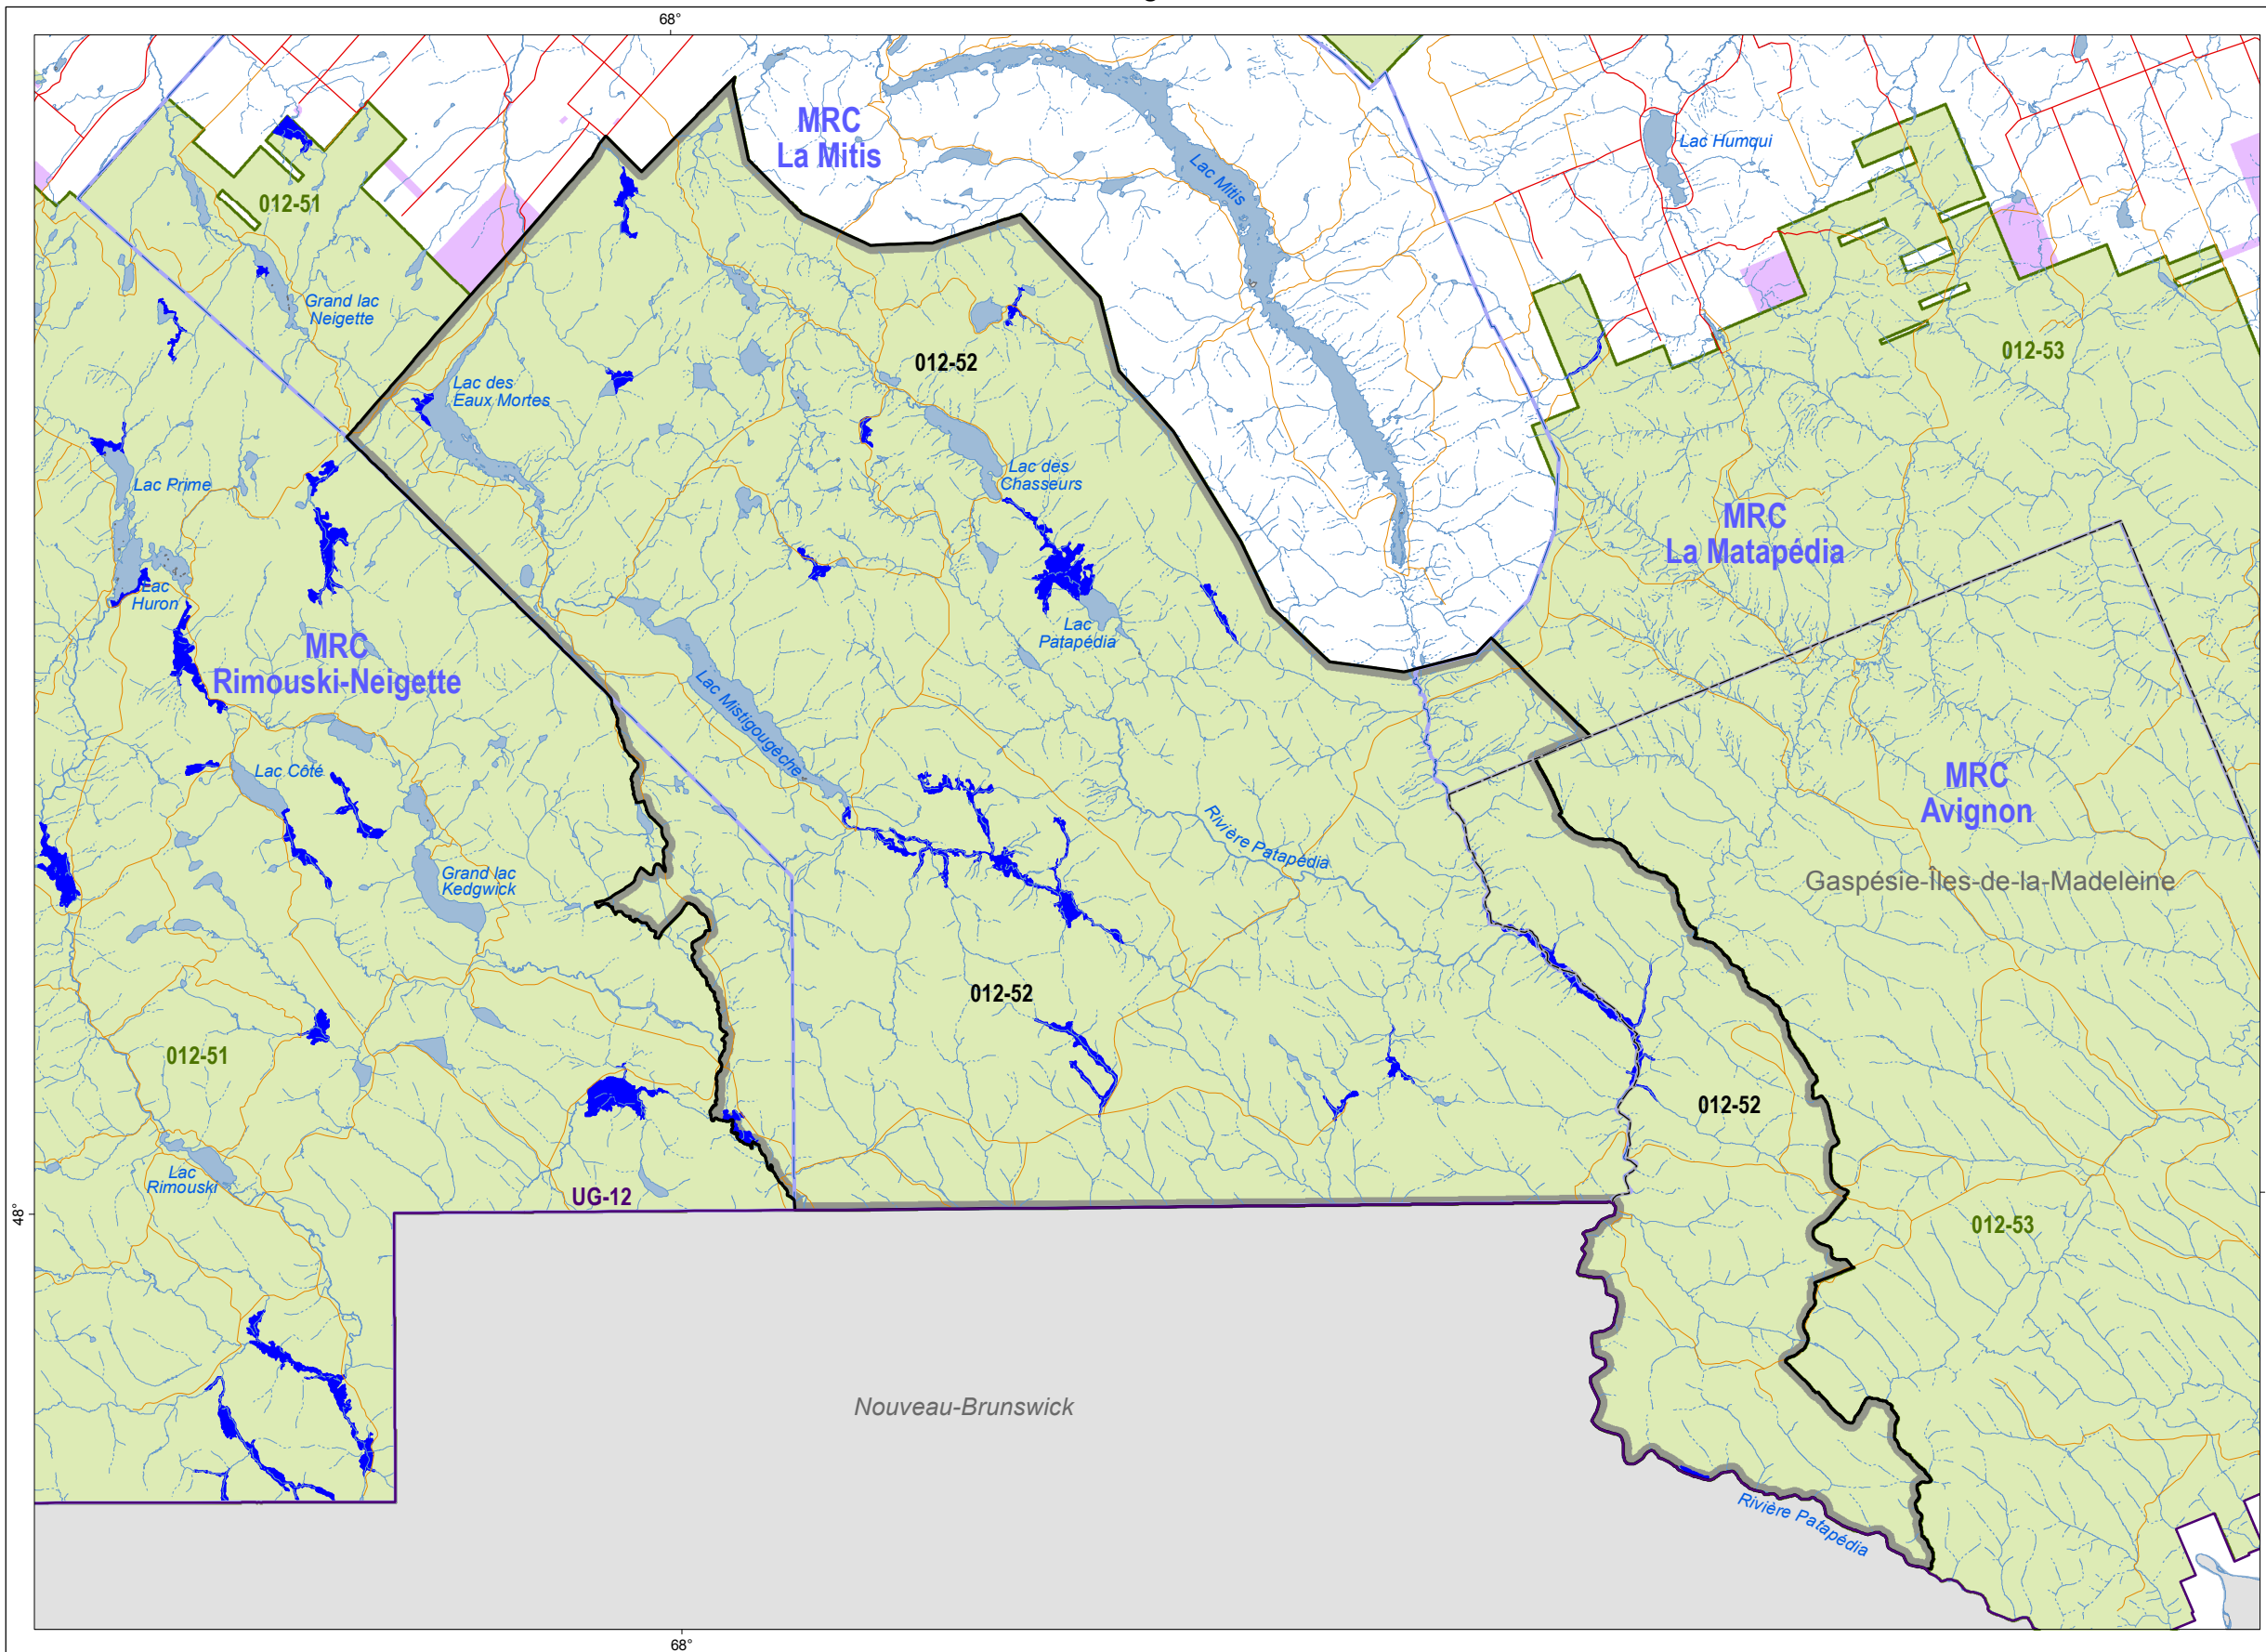 68°
MRC
La Mitis
Lac Humqui
Lac Mitis
012-51
Grand lac
Neigette
012-52
012-53
Lac des
Eaux Mortes
Lac des
Chasseurs
Lac Prime
MRC
La Matapédia
Lac
Huron
Lac
Patapédia
MRC
Rimouski-Neigette
Lac Mistigougèche
Lac Côté
MRC
Avignon
Rivière Patapédia
Grand lac
Kedgwick
Gaspésie-Îles-de-la-Madeleine
012-52
012-51
012-52
Lac
Rimouski
UG-12
48°
012-53
Nouveau-Brunswick
Rivière Patapédia
68°